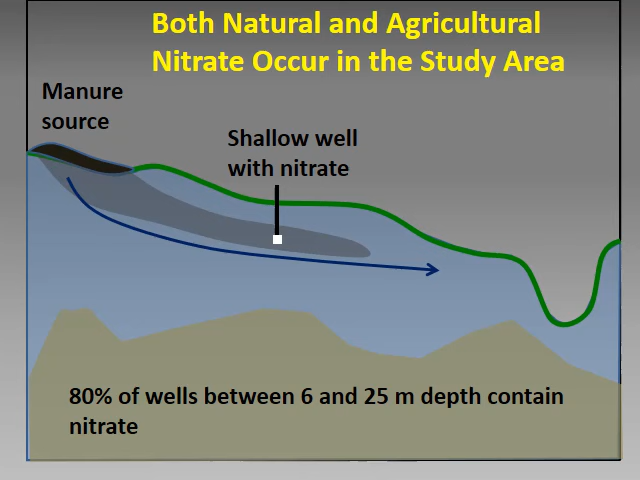 Both Natural and Agricultural
Nitrate Occur in the Study Area
Manure
source
Shallow well
with nitrate
80% of wells between 6 and 25 m depth contain
nitrate